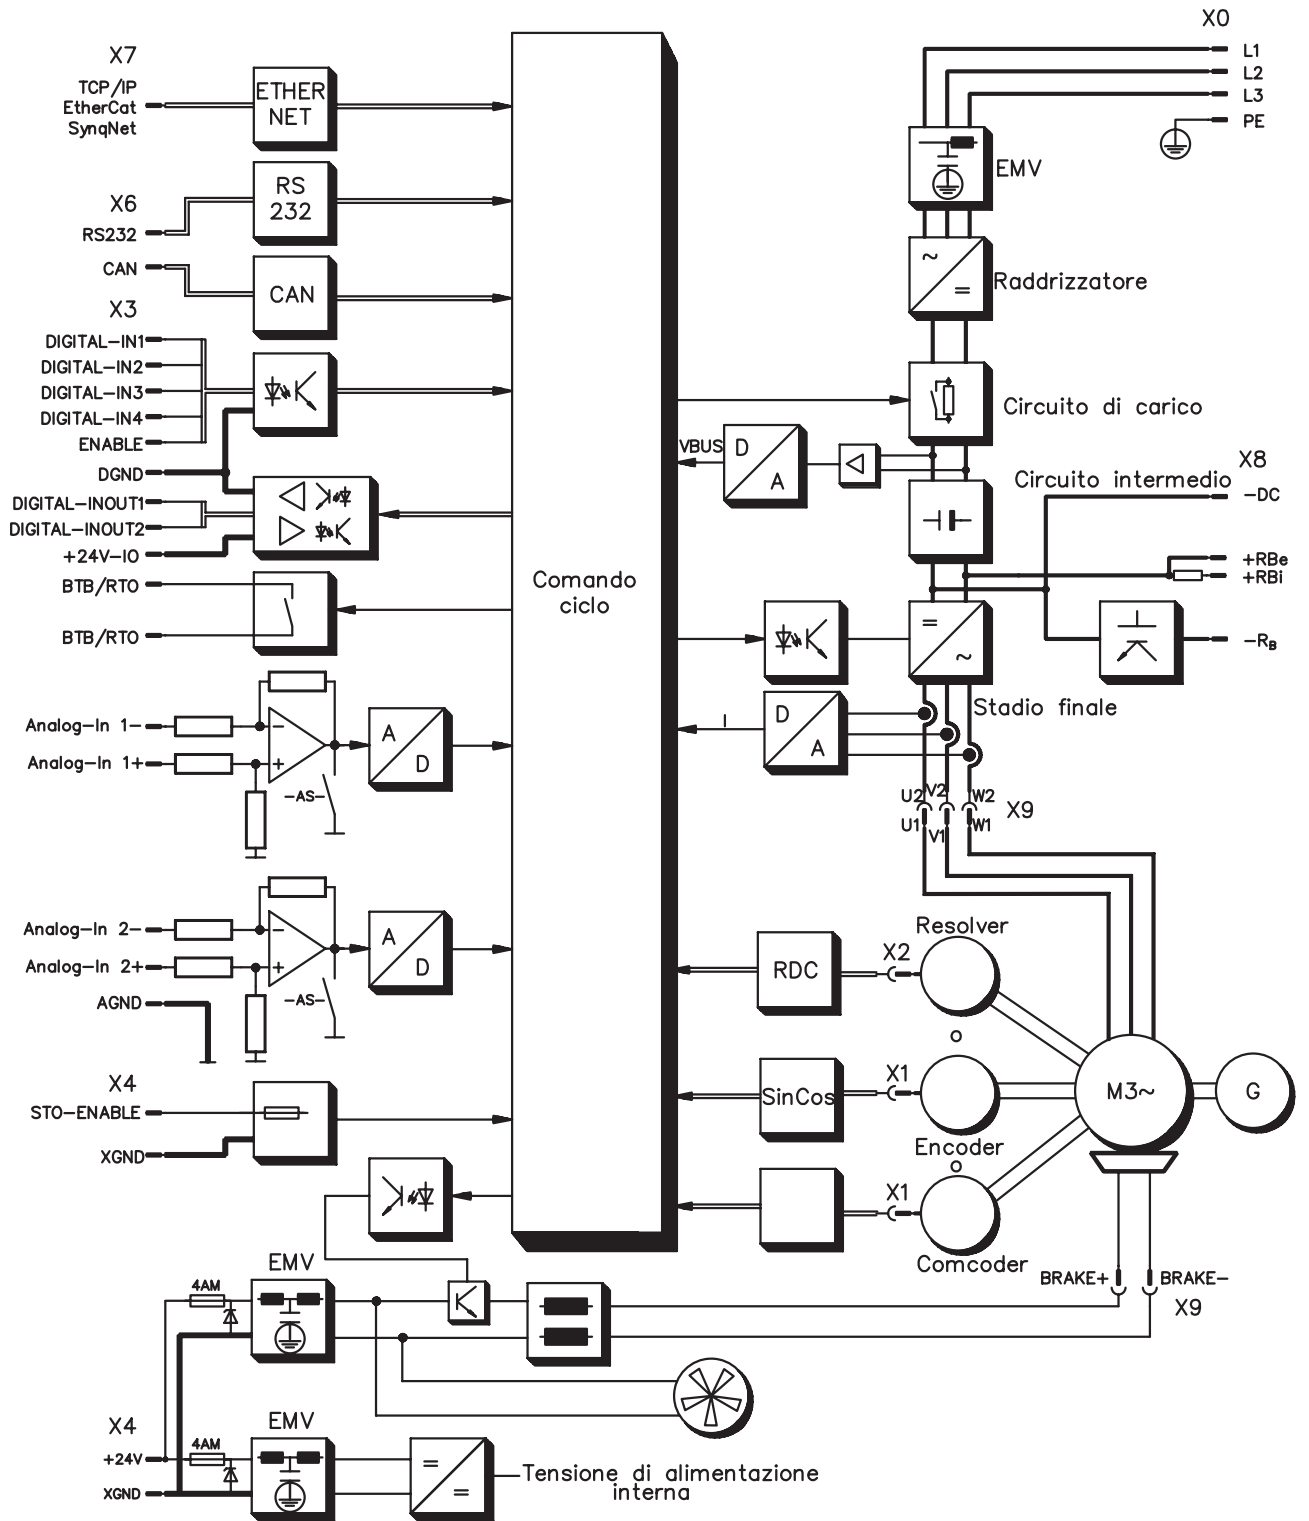 X7
TCP/IP
EtherCat
SynqNet
ETHER
NET
X6
RS232
RS
232
CAN
CAN
X3
DIGITAL-IN1
DIGITAL-IN2
DIGITAL-IN3
DIGITAL-IN4
ENABLE
DGND
DIGITAL-INOUT1
DIGITAL-INOUT2
+24V-IO
BTB/RTO
BTB/RTO
Analog-In 1-
Analog-In 1+
-
+
-AS-
A
D
Analog-In 2-
Analog-In 2+
-
+
-AS-
A
D
AGND
X4
STO-ENABLE
XGND
Comando
ciclo
X0
L1
L2
L3
PE
EMV
~
=
Raddrizzatore
Circuito di carico
VBUS
D
A
Circuito intermedio
X8
-DC
+RBe
+RBi
-RB
=
~
Stadio finale
I
D
A
U2
V2
W2
X9
U1
V1
W1
Resolver
RDC
X2
o
SinCos
X1
Encoder
M3~
G
o
X1
Comcoder
BRAKE+
BRAKE-
X9
EMV
4AM
X4
+24V
XGND
EMV
4AM
=
=
Tensione di alimentazione
interna